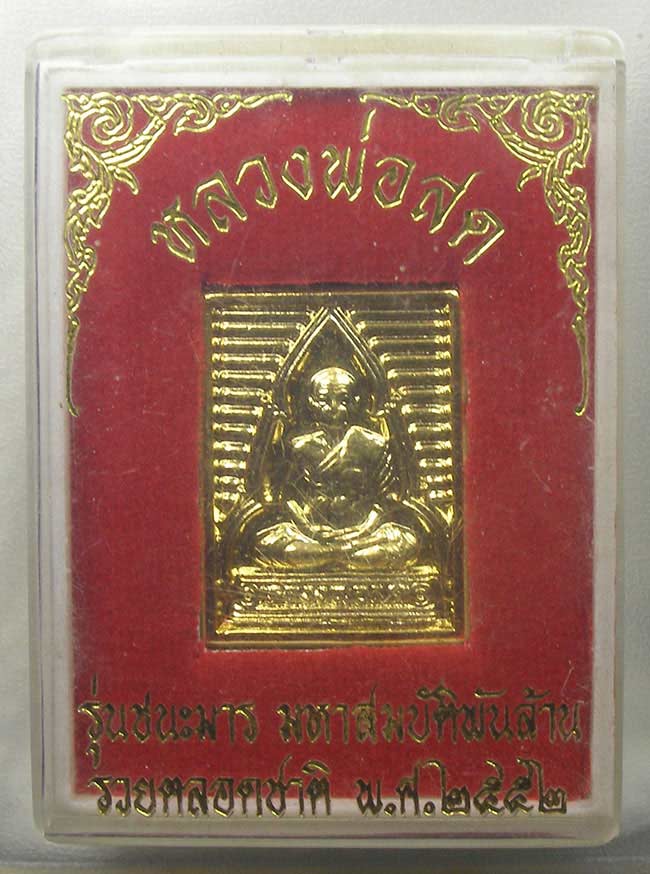 หลวงพ่อสด
รุ่นชนะมาร มหาสมบัติพันล้าน
รวยตลอดชาติ พ.ศ.๒๕๕๒